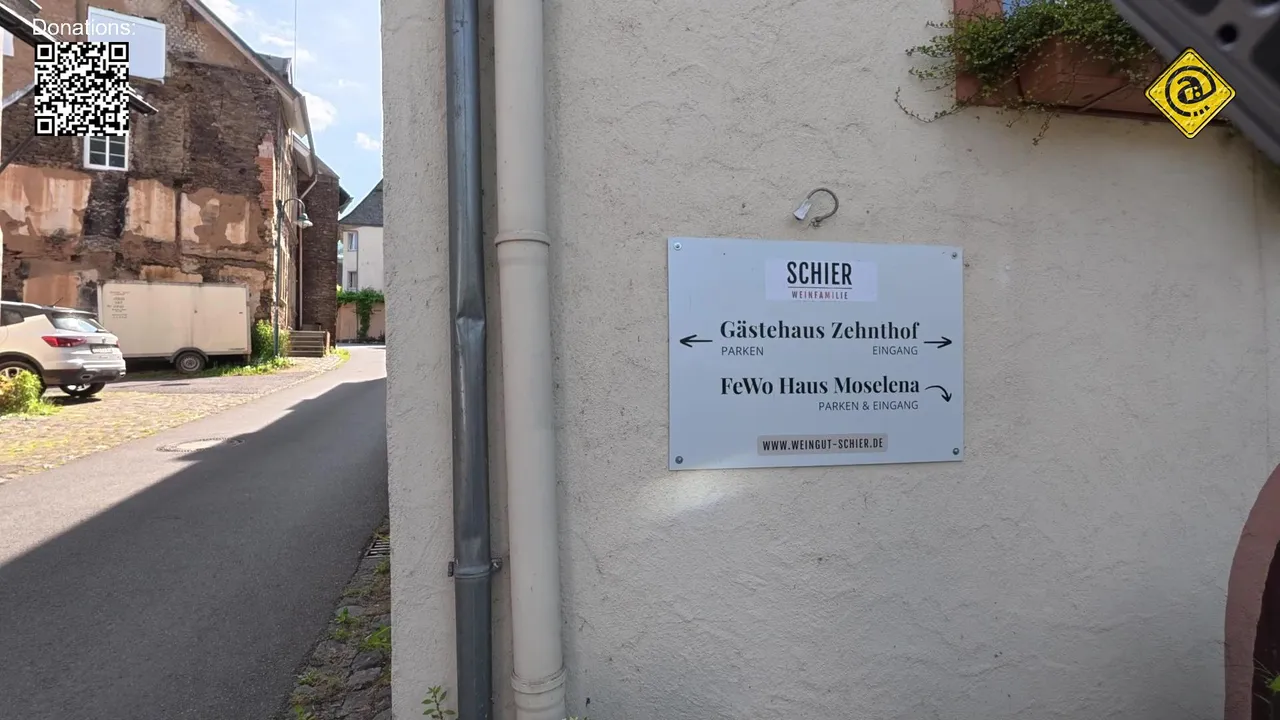 Donations:
SCHIER
WEINFAMILIE
Gästehaus Zehnthof
PARKEN EINGANG
FeWo Haus Moselena
PARKEN & EINGANG
WWW.WEINGUT-SCHIER.DE